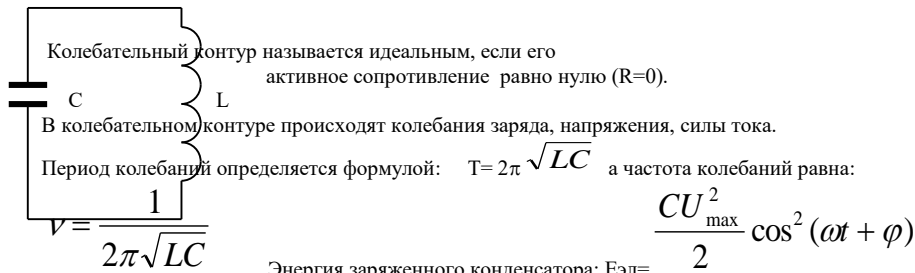 Колебательный контур называется идеальным, если его
активное сопротивление равно нулю (R=0).
C L
В колебательном контуре происходят колебания заряда, напряжения, силы тока.
Период колебаний определяется формулой: T= 2π √LC а частота колебаний равна:
ν = 1/(2π√LC)
Энергия заряженного конденсатора: Eэл= CU²max/2 cos² (ωt + φ)